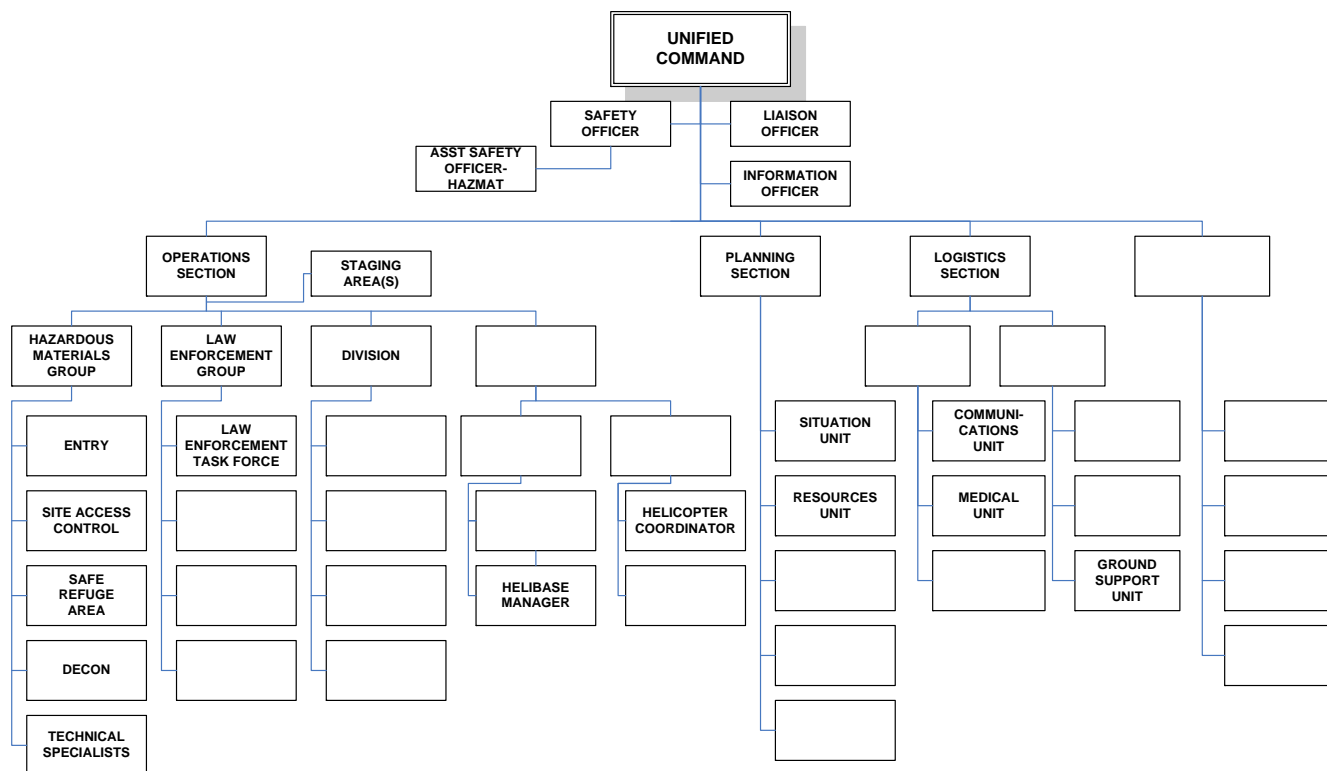 UNIFIED
COMMAND
SAFETY
OFFICER
LIAISON
OFFICER
ASST SAFETY
OFFICER-
HAZMAT
INFORMATION
OFFICER
OPERATIONS
SECTION
STAGING
AREA(S)
PLANNING
SECTION
LOGISTICS
SECTION
HAZARDOUS
MATERIALS
GROUP
LAW
ENFORCEMENT
GROUP
DIVISION
ENTRY
LAW
ENFORCEMENT
TASK FORCE
SITUATION
UNIT
COMMUNI-
CATIONS
UNIT
SITE ACCESS
CONTROL
HELICOPTER
COORDINATOR
RESOURCES
UNIT
MEDICAL
UNIT
SAFE
REFUGE
AREA
HELIBASE
MANAGER
GROUND
SUPPORT
UNIT
DECON
TECHNICAL
SPECIALISTS